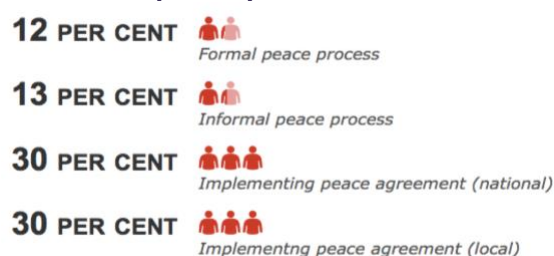 12 PER CENT
Formal peace process
13 PER CENT
Informal peace process
30 PER CENT
Implementing peace agreement (national)
30 PER CENT
Implementng peace agreement (local)